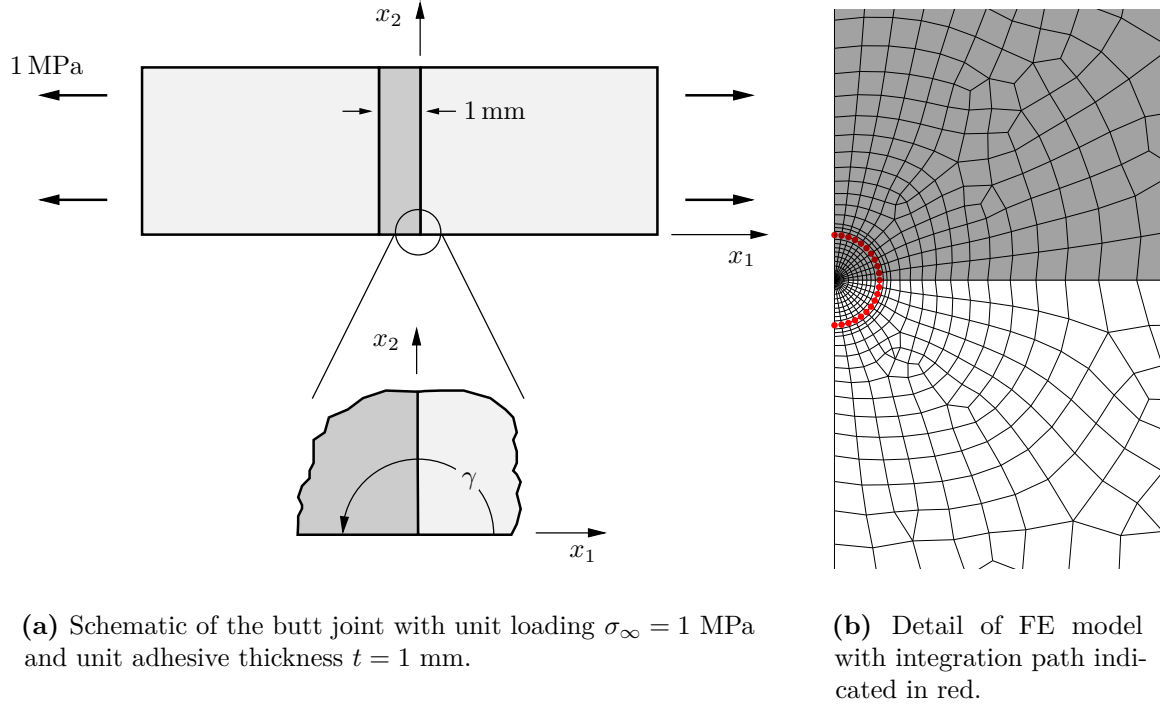 x₂
1 MPa
1 mm
x₁
x₂
γ
x₁
(a) Schematic of the butt joint with unit loading σ∞ = 1 MPa
and unit adhesive thickness t = 1 mm.
(b) Detail of FE model
with integration path indi-
cated in red.